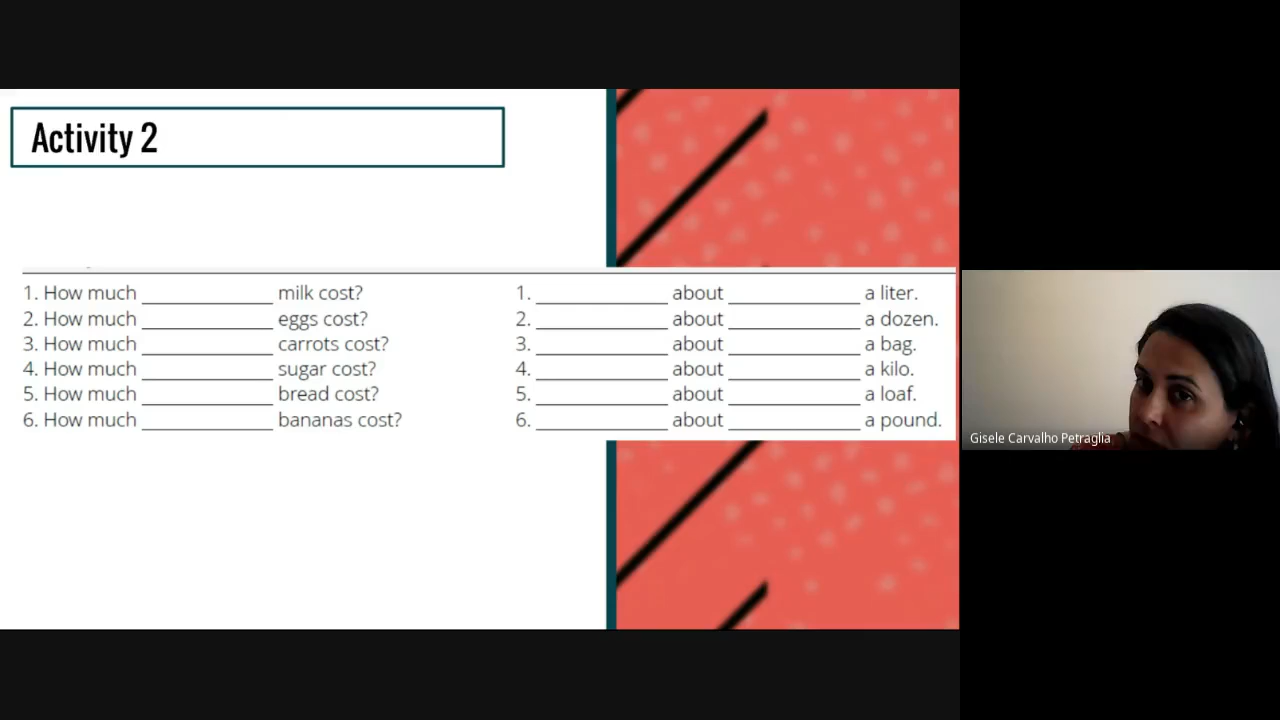 Activity 2
1. How much ____________ milk cost?
2. How much ____________ eggs cost?
3. How much ____________ carrots cost?
4. How much ____________ sugar cost?
5. How much ____________ bread cost?
6. How much ____________ bananas cost?
1. ____________ about ____________ a liter.
2. ____________ about ____________ a dozen.
3. ____________ about ____________ a bag.
4. ____________ about ____________ a kilo.
5. ____________ about ____________ a loaf.
6. ____________ about ____________ a pound.
Gisele Carvalho Petraglia